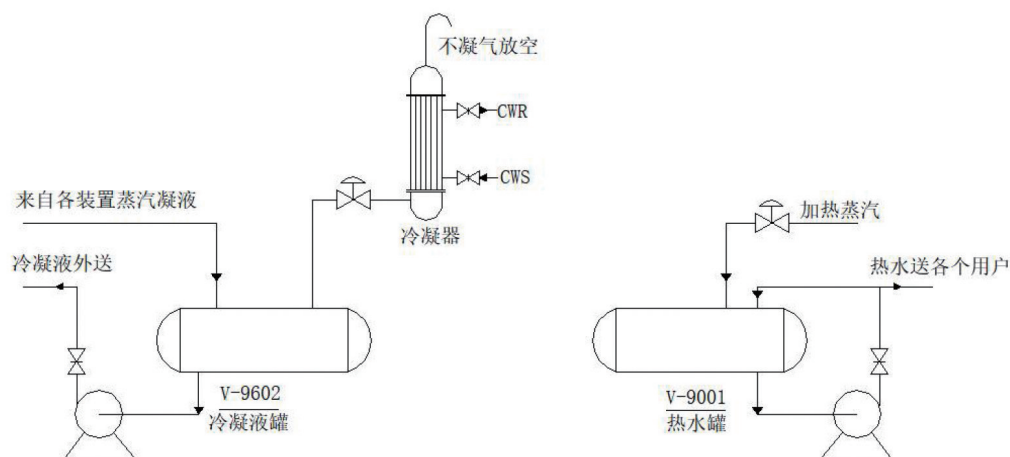 不凝气放空
CWR
CWS
来自各装置蒸汽凝液
冷凝器
加热蒸汽
冷凝液外送
热水送各个用户
V-9602
冷凝液罐
V-9001
热水罐